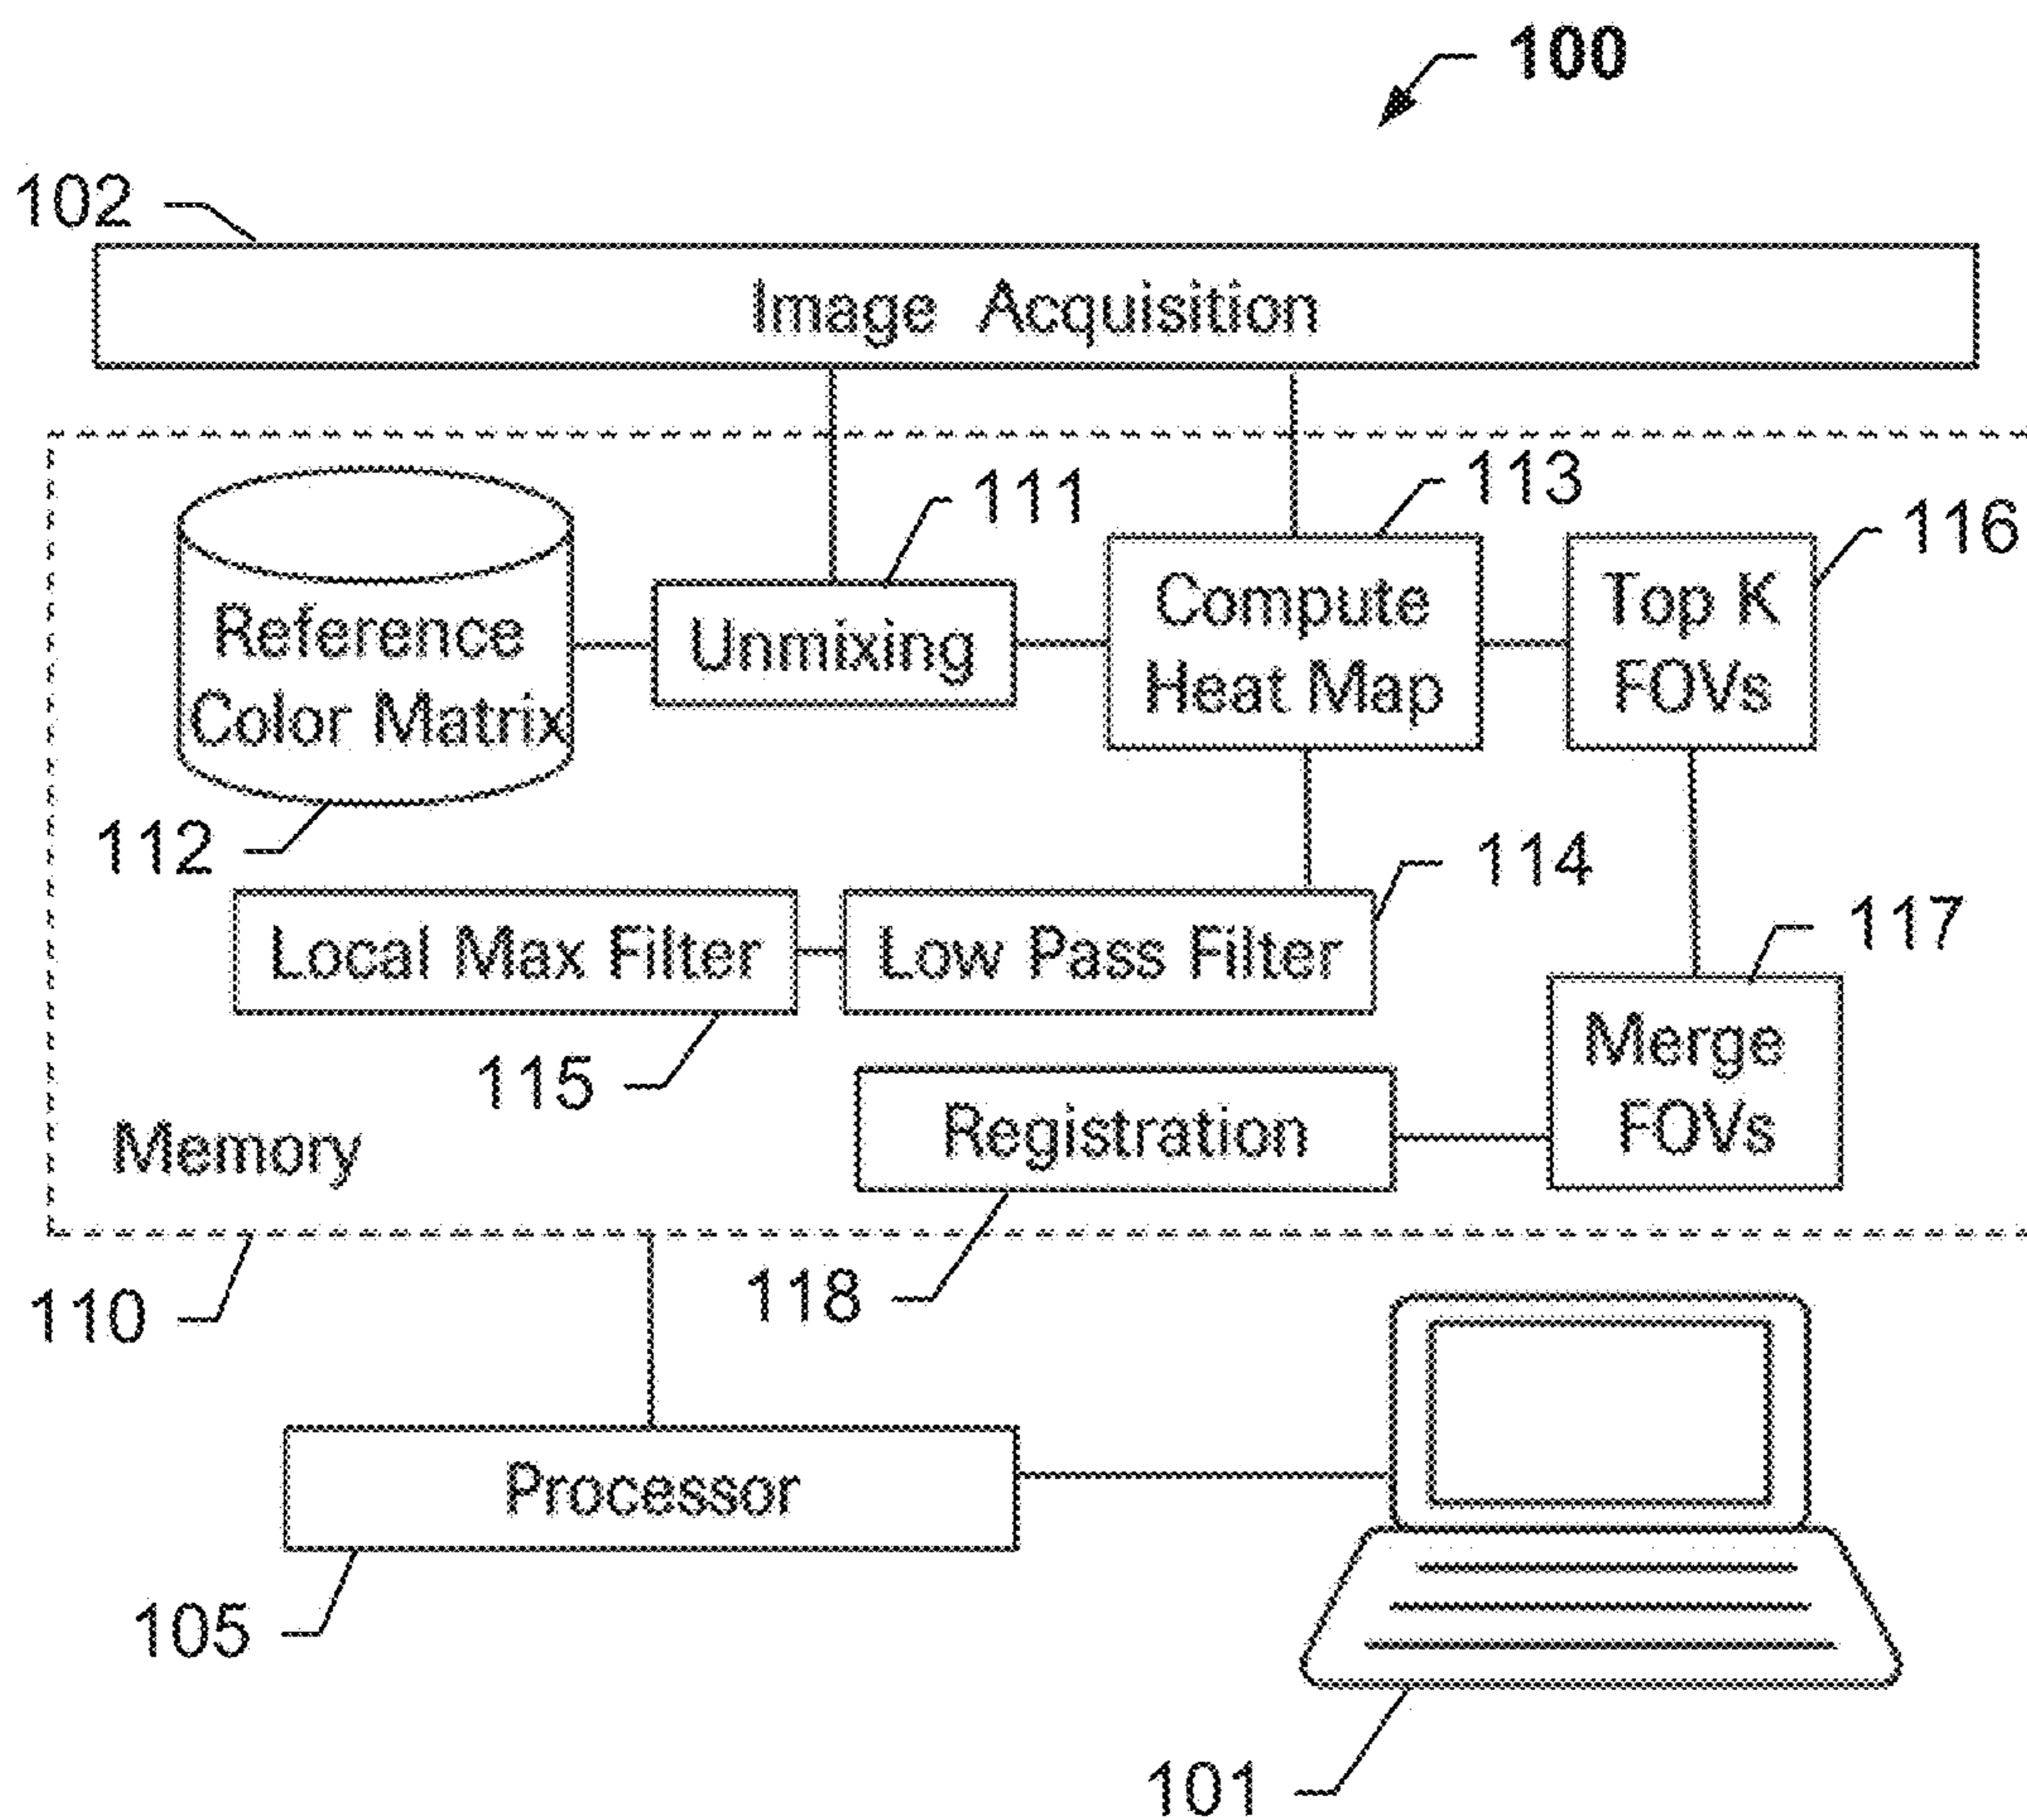 100
102
Image Acquisition
111
113
116
Reference
Color Matrix
Unmixing
Compute
Heat Map
Top K
FOVs
112
114
Local Max Filter
Low Pass Filter
117
115
Merge
FOVs
Registration
Memory
110
118
Processor
105
101